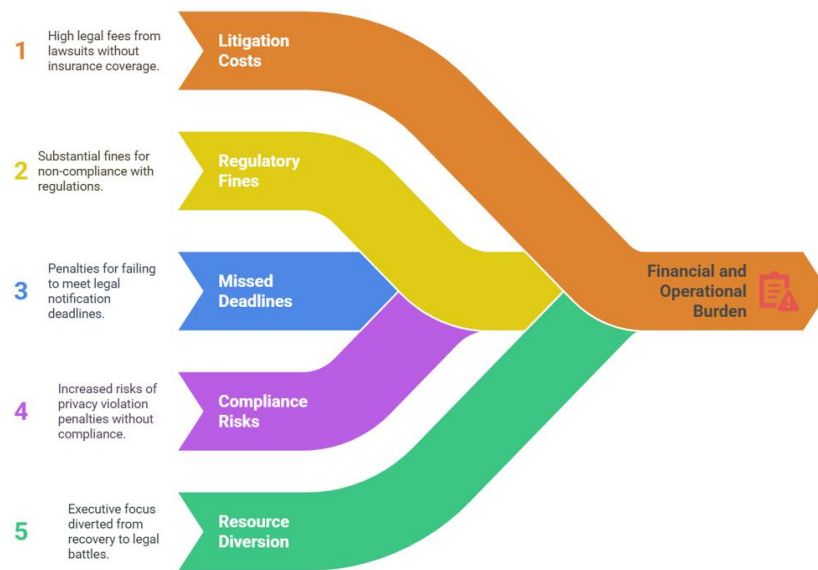 1
High legal fees from
lawsuits without
insurance coverage.
Litigation
Costs
2
Substantial fines for
non-compliance with
regulations.
Regulatory
Fines
3
Penalties for failing
to meet legal
notification
deadlines.
Missed
Deadlines
Financial and
Operational
Burden
4
Increased risks of
privacy violation
penalties without
compliance.
Compliance
Risks
5
Executive focus
diverted from
recovery to legal
battles.
Resource
Diversion